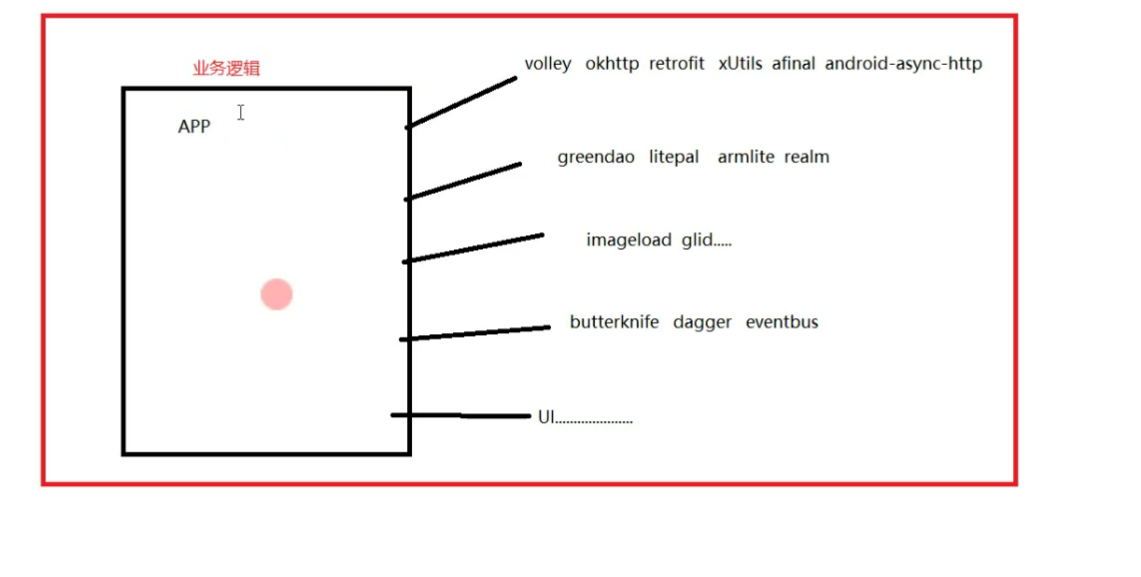 业务逻辑
volley okhttp retrofit xUtils afinal android-async-http
APP
greendao litepal armlite realm
imageload glid.....
butterknife dagger eventbus
UI.....................